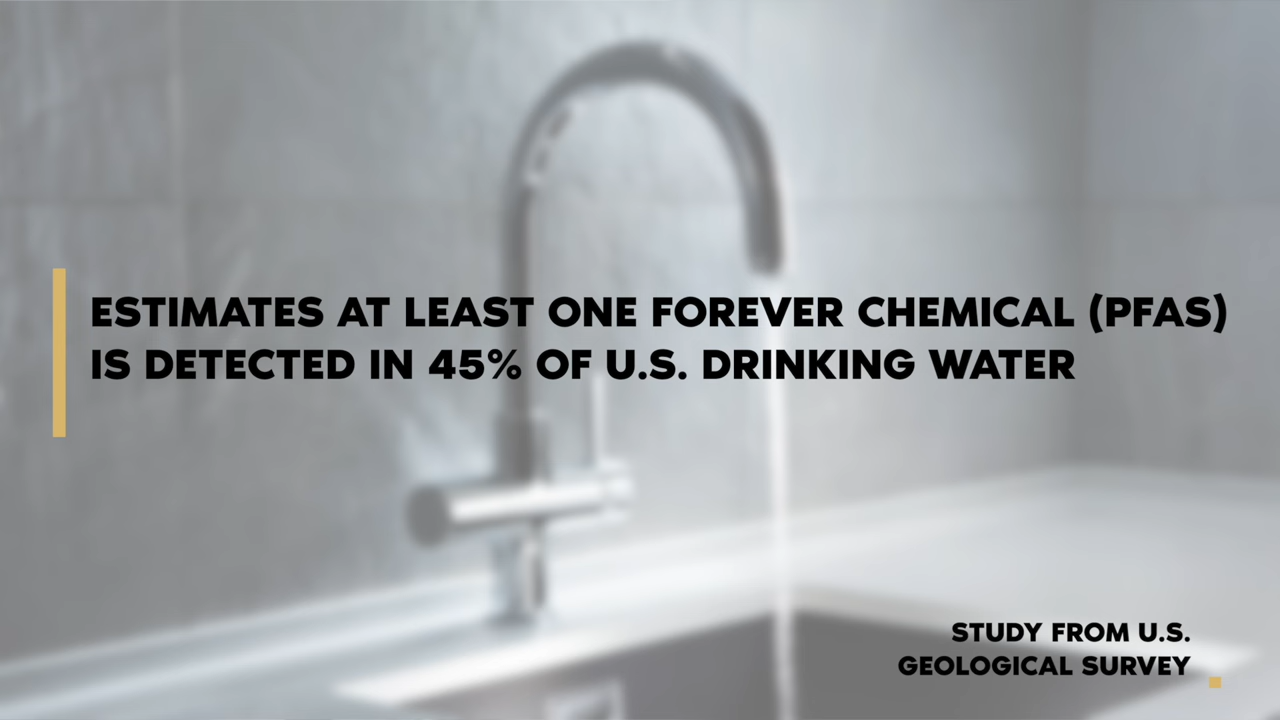 ESTIMATES AT LEAST ONE FOREVER CHEMICAL (PFAS)
IS DETECTED IN 45% OF U.S. DRINKING WATER
STUDY FROM U.S.
GEOLOGICAL SURVEY